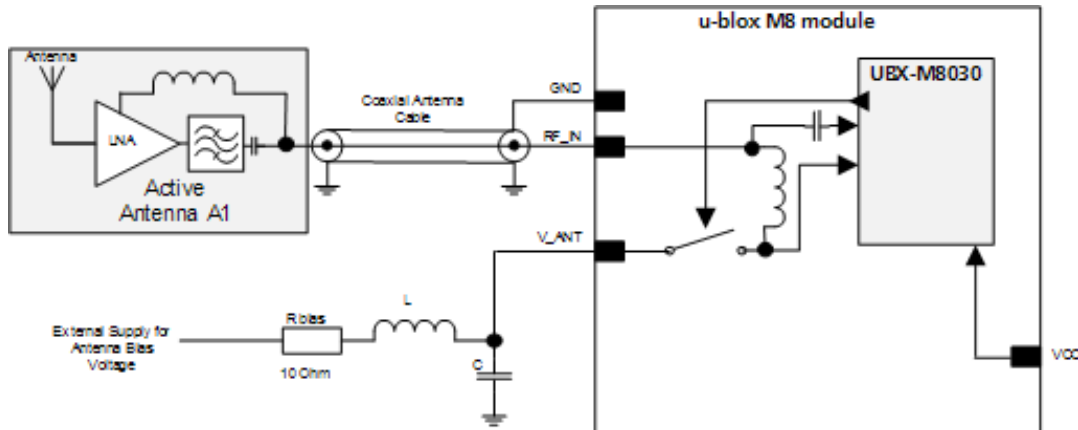 u-blox M8 module
Antenna
UBX-M8030
GND
Coaxial Antenna
Cable
LNA
RF_IN
Active
Antenna A1
V_ANT
L
R bias
External Supply for
Antenna Bias
Voltage
10 Ohm
C
VCC